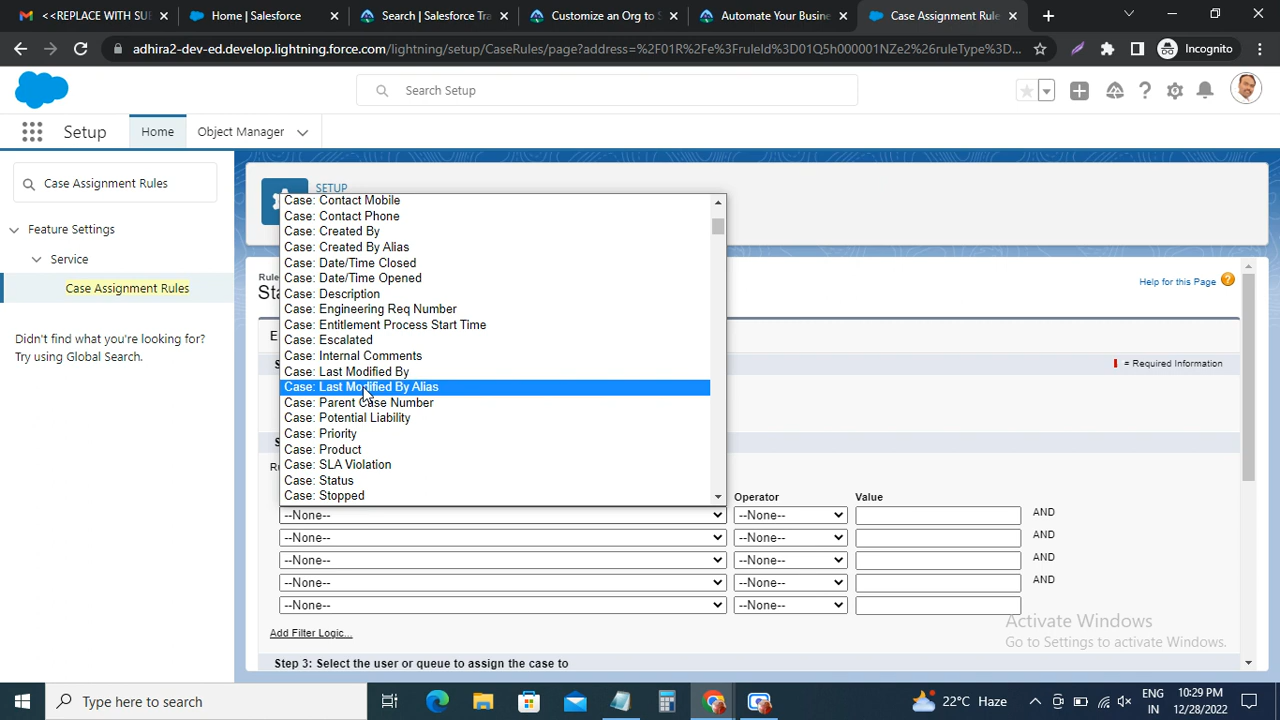 <<REPLACE WITH SUB
Home | Salesforce
Search | Salesforce Tra
Customize an Org to S
Automate Your Busine
Case Assignment Rule
adhira2-dev-ed.develop.lightning.force.com/lightning/setup/CaseRules/page?address=%2F01R%2Fe%3FruleId%3D01Q5h000001NZe2%26ruleType%3D...
Incognito
Search Setup
Setup
Home
Object Manager
Case Assignment Rules
Feature Settings
Service
Case Assignment Rules
Didn't find what you're looking for?
Try using Global Search.
SETUP
Help for this Page
= Required Information
Case: Contact Mobile
Case: Contact Phone
Case: Created By
Case: Created By Alias
Case: Date/Time Closed
Case: Date/Time Opened
Case: Description
Case: Engineering Req Number
Case: Entitlement Process Start Time
Case: Escalated
Case: Internal Comments
Case: Last Modified By
Case: Last Modified By Alias
Case: Parent Case Number
Case: Potential Liability
Case: Priority
Case: Product
Case: SLA Violation
Case: Status
Case: Stopped
Operator Value
--None-- --None-- AND
--None-- --None-- AND
--None-- --None-- AND
--None-- --None-- AND
--None-- --None--
Add Filter Logic...
Step 3: Select the user or queue to assign the case to
Activate Windows
Go to Settings to activate Windows.
Type here to search
22°C Haze
ENG
IN
10:29 PM
12/28/2022